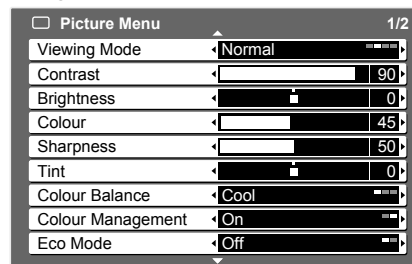 Picture Menu 1/2
Viewing Mode Normal
Contrast 90
Brightness 0
Colour 45
Sharpness 50
Tint 0
Colour Balance Cool
Colour Management On
Eco Mode Off